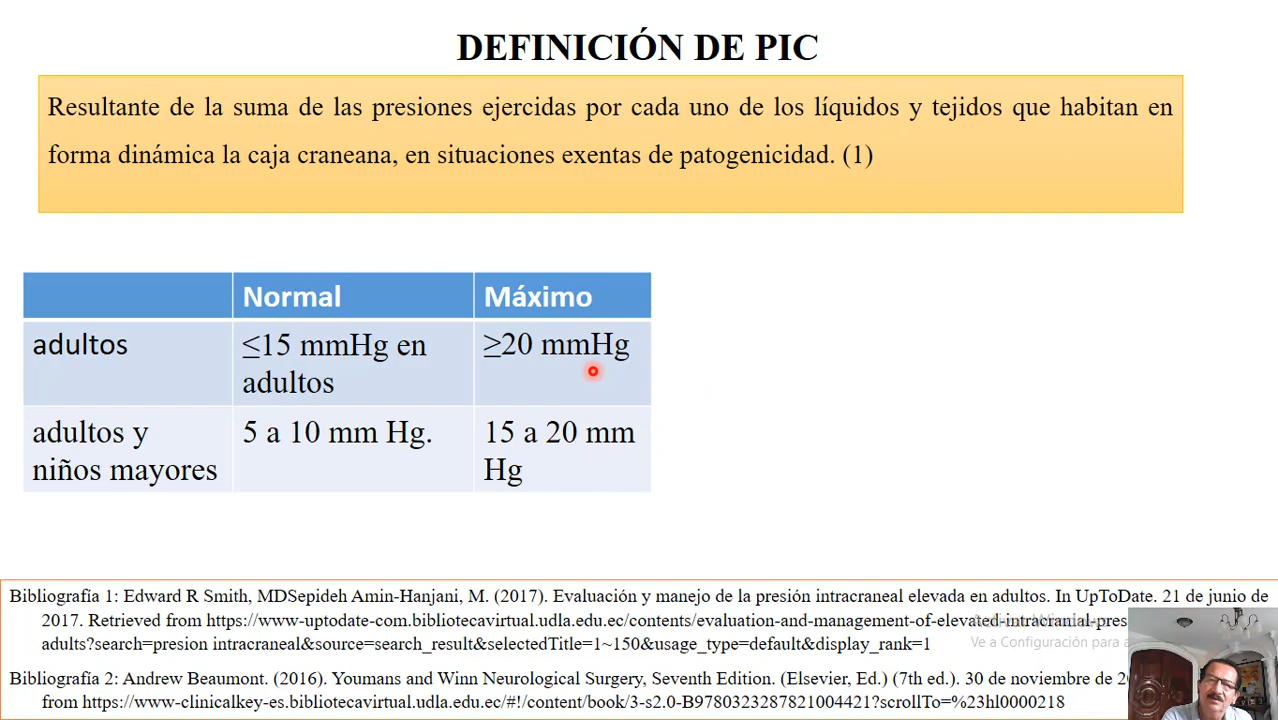 DEFINICIÓN DE PIC
Resultante de la suma de las presiones ejercidas por cada uno de los líquidos y tejidos que habitan en
forma dinámica la caja craneana, en situaciones exentas de patogenicidad. (1)
Normal Máximo
adultos ≤15 mmHg en ≥20 mmHg
adultos
adultos y 5 a 10 mm Hg. 15 a 20 mm
niños mayores Hg
Bibliografía 1: Edward R Smith, MDSepideh Amin-Hanjani, M. (2017). Evaluación y manejo de la presión intracraneal elevada en adultos. In UpToDate. 21 de junio de
2017. Retrieved from https://www-uptodate-com.bibliotecavirtual.udla.edu.ec/contents/evaluation-and-management-of-elevated-intracranial-pres
Activar Windows
adults?search=presion intracraneal&source=search_result&selectedTitle=1~150&usage_type=default&display_rank=1
Ve a Configuración para a
Bibliografía 2: Andrew Beaumont. (2016). Youmans and Winn Neurological Surgery, Seventh Edition. (Elsevier, Ed.) (7th ed.). 30 de noviembre de 20
from https://www-clinicalkey-es.bibliotecavirtual.udla.edu.ec/#!/content/book/3-s2.0-B9780323287821004421?scrollTo=%23hl0000218